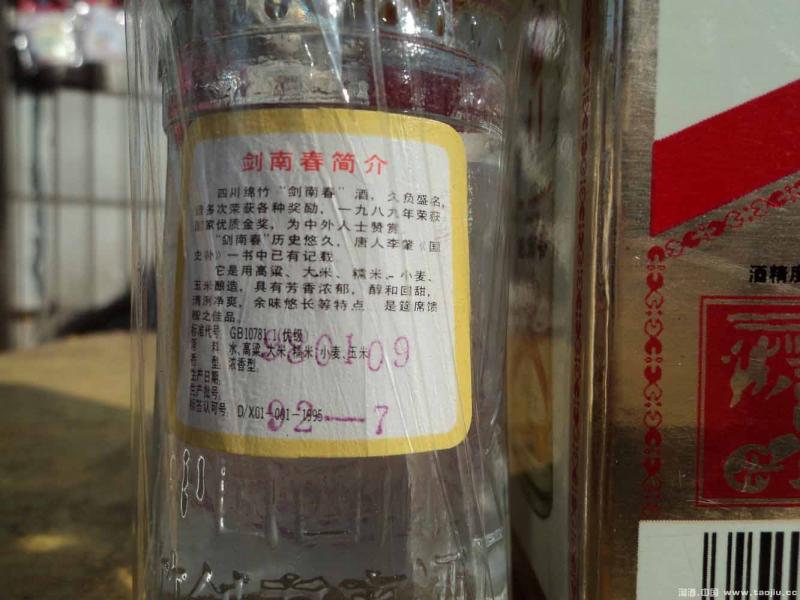 剑南春简介
四川绵竹“剑南春”酒，久负盛名，
多次荣获各种奖励，一九八九年荣获
国家优质金奖，为中外人士赞赏
“剑南春”历史悠久，唐人李肇《国
史补》一书中已有记载。
它是用高粱、大米、糯米、小麦、
玉米酿造，具有芳香浓郁，醇和回甜，
清洌净爽，余味悠长等特点 是筵席馈
赠之佳品。
标准代号 GB10781.1(优级
原 料 水、高粱、大米、糯米、小麦、玉米
香 型 浓香型
生产日期
980109
生产批号
92—7
标签认可号 D/X01-001-1995
酒精度
淘酒.中国 www.taojiu.cc